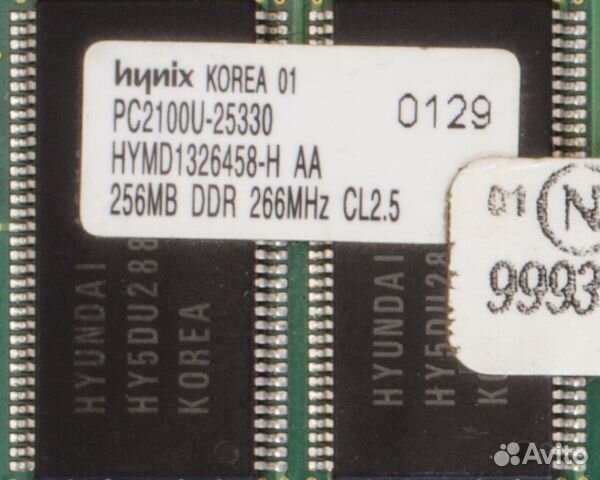 hynix KOREA 01
PC2100U-25330
0129
HYMD1326458-H AA
256MB DDR 266MHz CL2.5
01 N
9993
HYUNDAI
HY5DU288
KOREA
HYUNDAI
HY5DU28
Avito